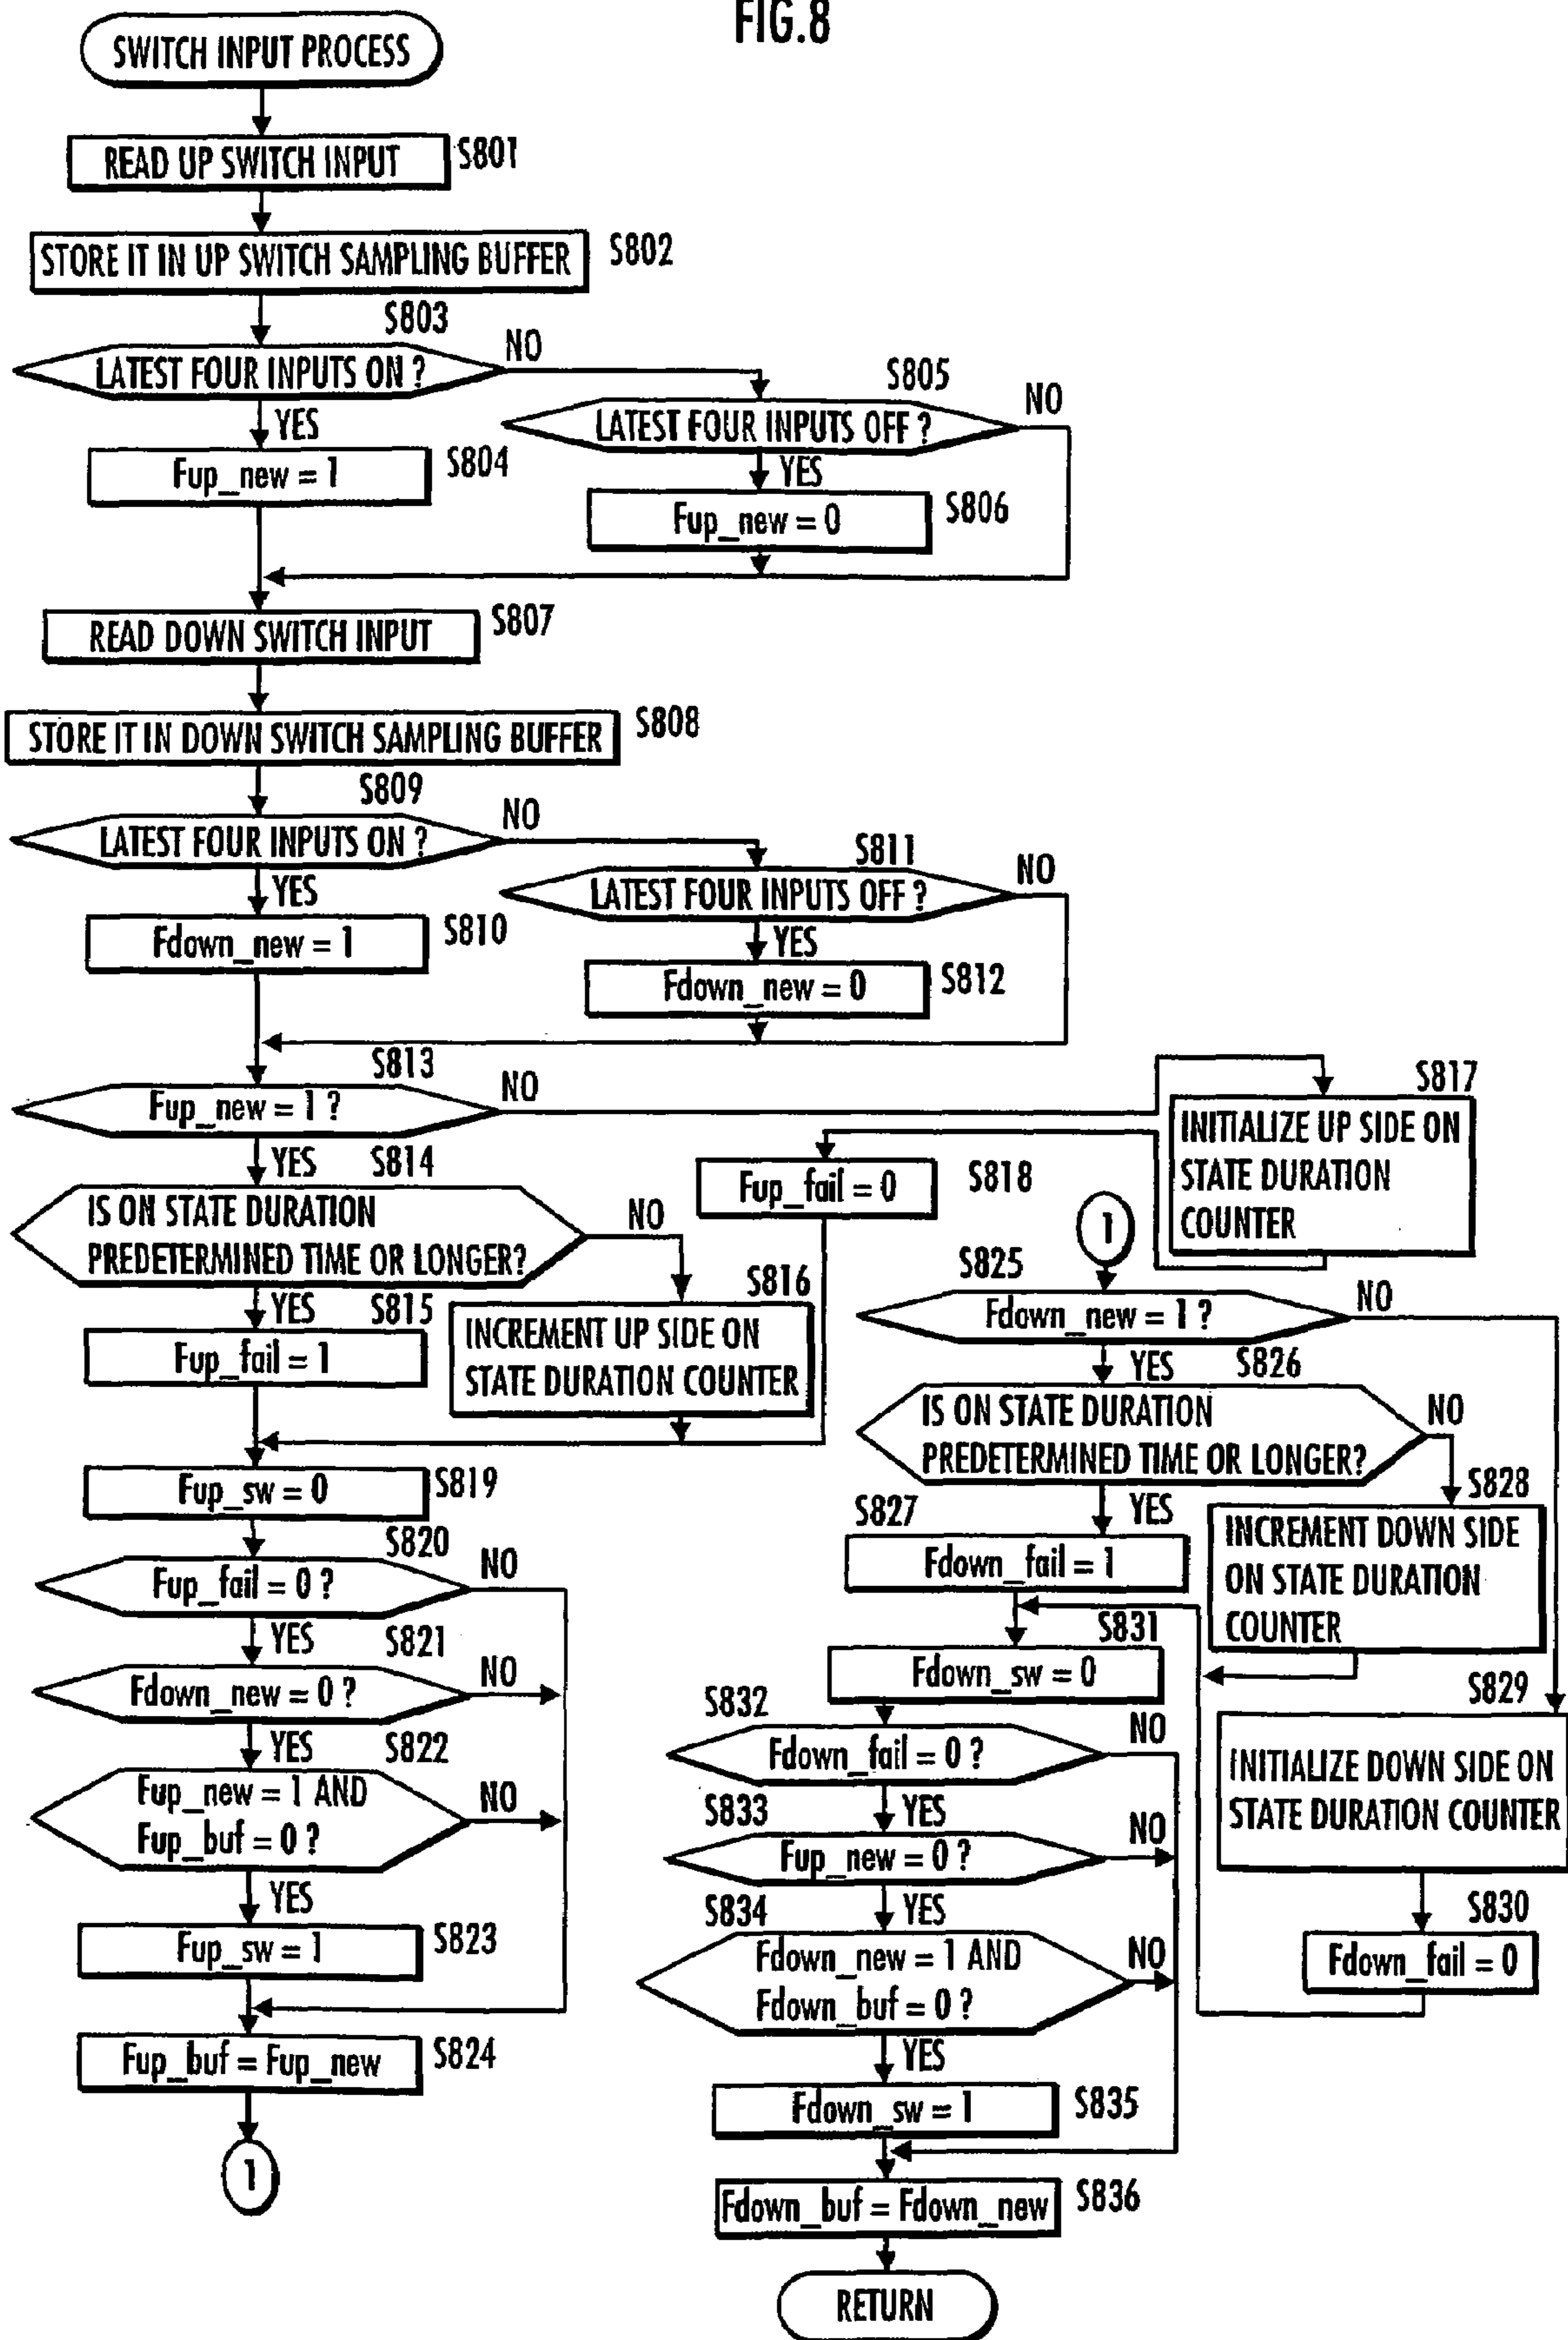 FIG.8
SWITCH INPUT PROCESS
READ UP SWITCH INPUT
S801
STORE IT IN UP SWITCH SAMPLING BUFFER
S802
S803
LATEST FOUR INPUTS ON ?
NO
YES
S805
LATEST FOUR INPUTS OFF ?
NO
YES
Fup_new = 1
S804
Fup_new = 0
S806
READ DOWN SWITCH INPUT
S807
STORE IT IN DOWN SWITCH SAMPLING BUFFER
S808
S809
LATEST FOUR INPUTS ON ?
NO
YES
S811
LATEST FOUR INPUTS OFF ?
NO
YES
Fdown_new = 1
S810
Fdown_new = 0
S812
S813
Fup_new = 1 ?
NO
YES
S814
IS ON STATE DURATION
PREDETERMINED TIME OR LONGER?
NO
YES
S815
Fup_fail = 1
S816
INCREMENT UP SIDE ON
STATE DURATION COUNTER
S817
INITIALIZE UP SIDE ON
STATE DURATION
COUNTER
Fup_fail = 0
S818
Fup_sw = 0
S819
S820
Fup_fail = 0 ?
NO
YES
S821
Fdown_new = 0 ?
NO
YES
S822
Fup_new = 1 AND
Fup_buf = 0 ?
NO
YES
Fup_sw = 1
S823
Fup_buf = Fup_new
S824
1
1
S825
Fdown_new = 1 ?
NO
YES
S826
IS ON STATE DURATION
PREDETERMINED TIME OR LONGER?
NO
YES
S827
Fdown_fail = 1
S828
INCREMENT DOWN SIDE
ON STATE DURATION
COUNTER
S829
INITIALIZE DOWN SIDE ON
STATE DURATION COUNTER
S830
Fdown_fail = 0
S831
Fdown_sw = 0
S832
Fdown_fail = 0 ?
NO
YES
S833
Fup_new = 0 ?
NO
YES
S834
Fdown_new = 1 AND
Fdown_buf = 0 ?
NO
YES
Fdown_sw = 1
S835
Fdown_buf = Fdown_new
S836
RETURN